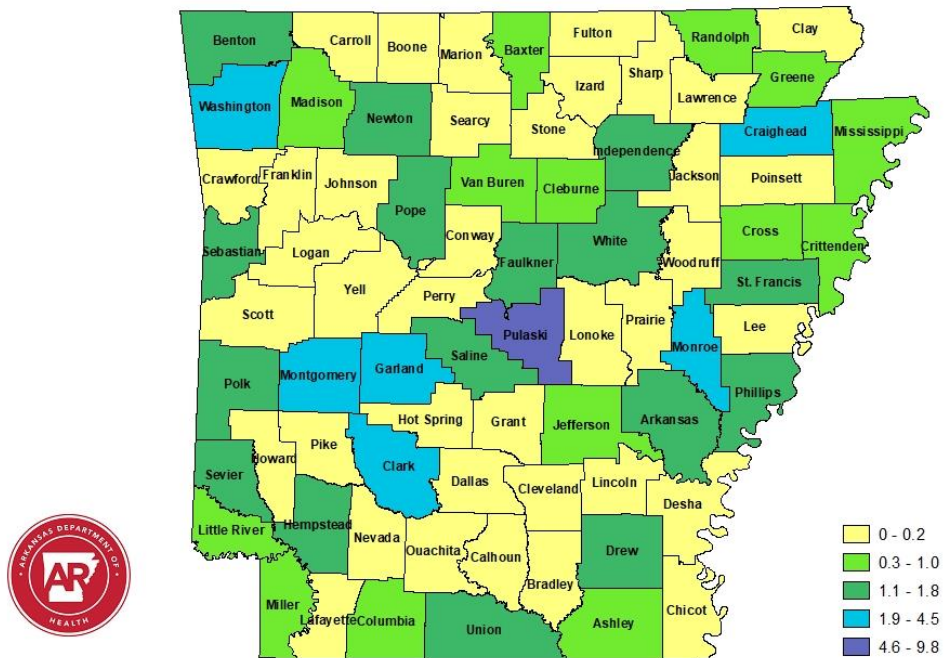 Benton
Carroll
Boone
Marion
Baxter
Fulton
Randolph
Clay
Washington
Madison
Newton
Searcy
Stone
Izard
Sharp
Lawrence
Greene
Independence
Craighead
Mississippi
Crawford
Franklin
Johnson
Pope
Van Buren
Cleburne
Jackson
Poinsett
Sebastian
Logan
Conway
Faulkner
White
Woodruff
Cross
Crittenden
Scott
Yell
Perry
Pulaski
Lonoke
Prairie
St. Francis
Lee
Monroe
Polk
Montgomery
Garland
Saline
Phillips
Arkansas
Hot Spring
Grant
Jefferson
Howard
Pike
Clark
Dallas
Cleveland
Lincoln
Desha
Sevier
Little River
Hempstead
Nevada
Ouachita
Calhoun
Bradley
Drew
Miller
Lafayette
Columbia
Union
Ashley
Chicot
ARKANSAS DEPARTMENT OF
AR
HEALTH
0 - 0.2
0.3 - 1.0
1.1 - 1.8
1.9 - 4.5
4.6 - 9.8